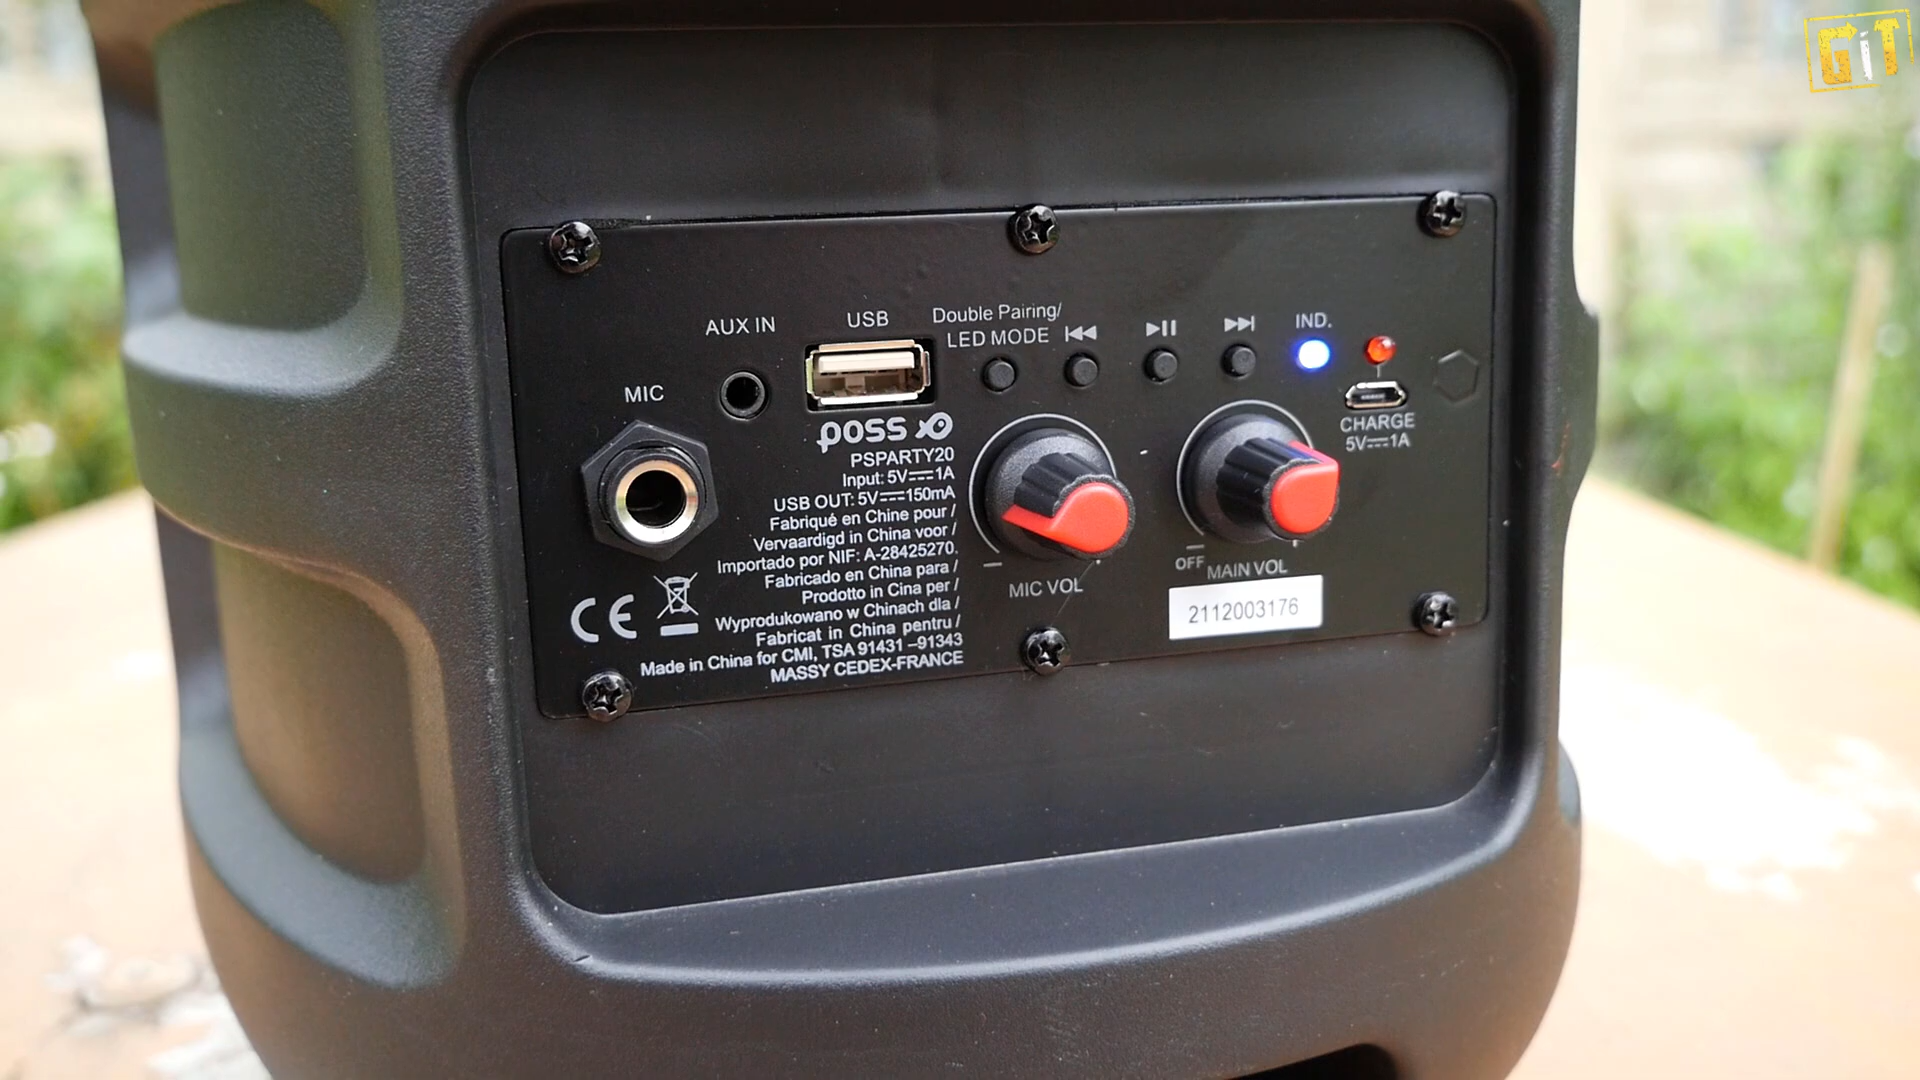 GiT
AUX IN
USB
Double Pairing/
LED MODE
IND.
MIC
CHARGE
5V⎓1A
poss
PSPARTY20
Input: 5V⎓1A
USB OUT: 5V⎓150mA
Fabriqué en Chine pour /
Vervaardigd in China voor /
Importado por NIF: A-28425270.
Fabricado en China para /
Prodotto in Cina per /
Wyprodukowano w Chinach dla /
Fabricat in China pentru /
Made in China for CMI, TSA 91431 –91343
MASSY CEDEX-FRANCE
CE
–
MIC VOL
–
+
OFF
MAIN VOL
2112003176